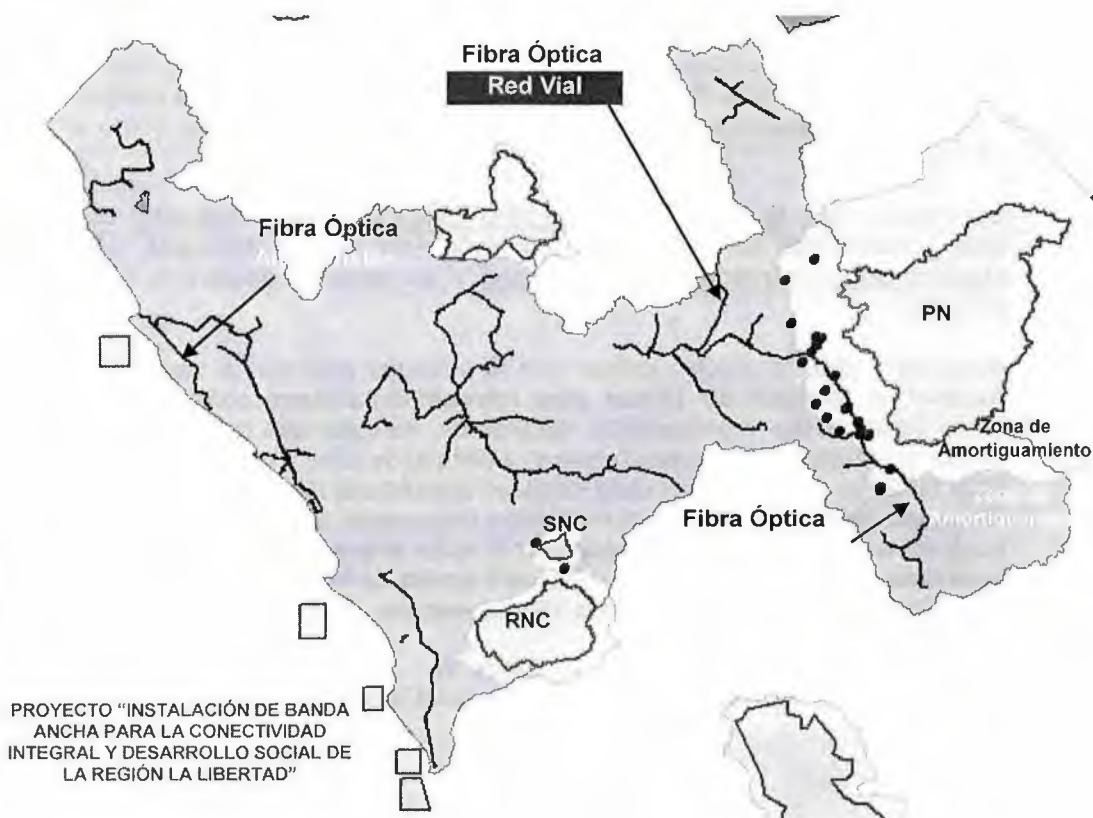 Fibra Óptica
Red Vial
Fibra Óptica
PN
Zona de
Amortiguamiento
Fibra Óptica
SNC
RNC
PROYECTO “INSTALACIÓN DE BANDA
ANCHA PARA LA CONECTIVIDAD
INTEGRAL Y DESARROLLO SOCIAL DE
LA REGIÓN LA LIBERTAD”